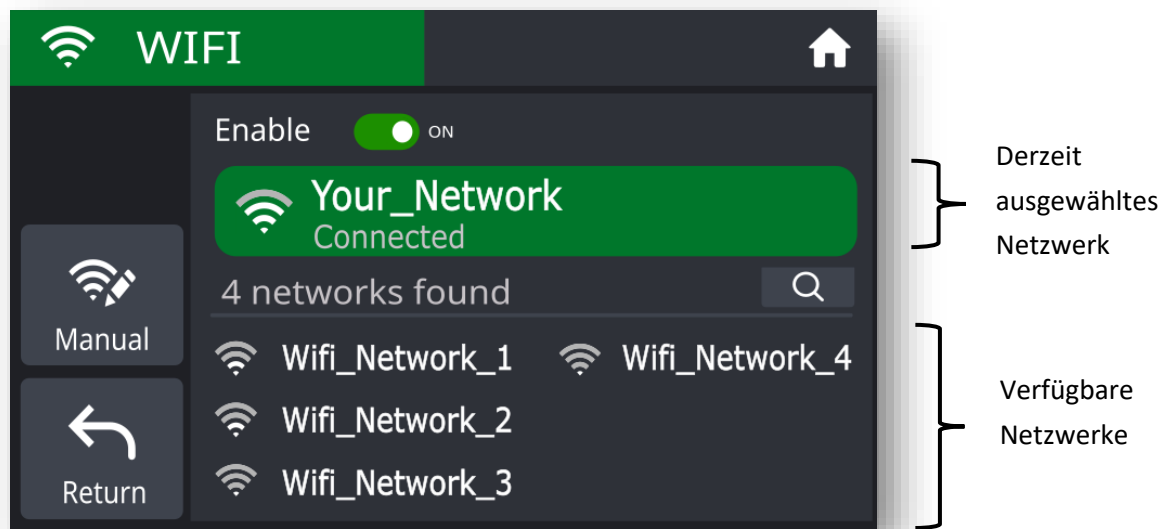 WIFI
Enable ON
Your_Network
Connected
4 networks found
Manual
Wifi_Network_1 Wifi_Network_4
Wifi_Network_2
Wifi_Network_3
Return
Derzeit
ausgewähltes
Netzwerk
Verfügbare
Netzwerke